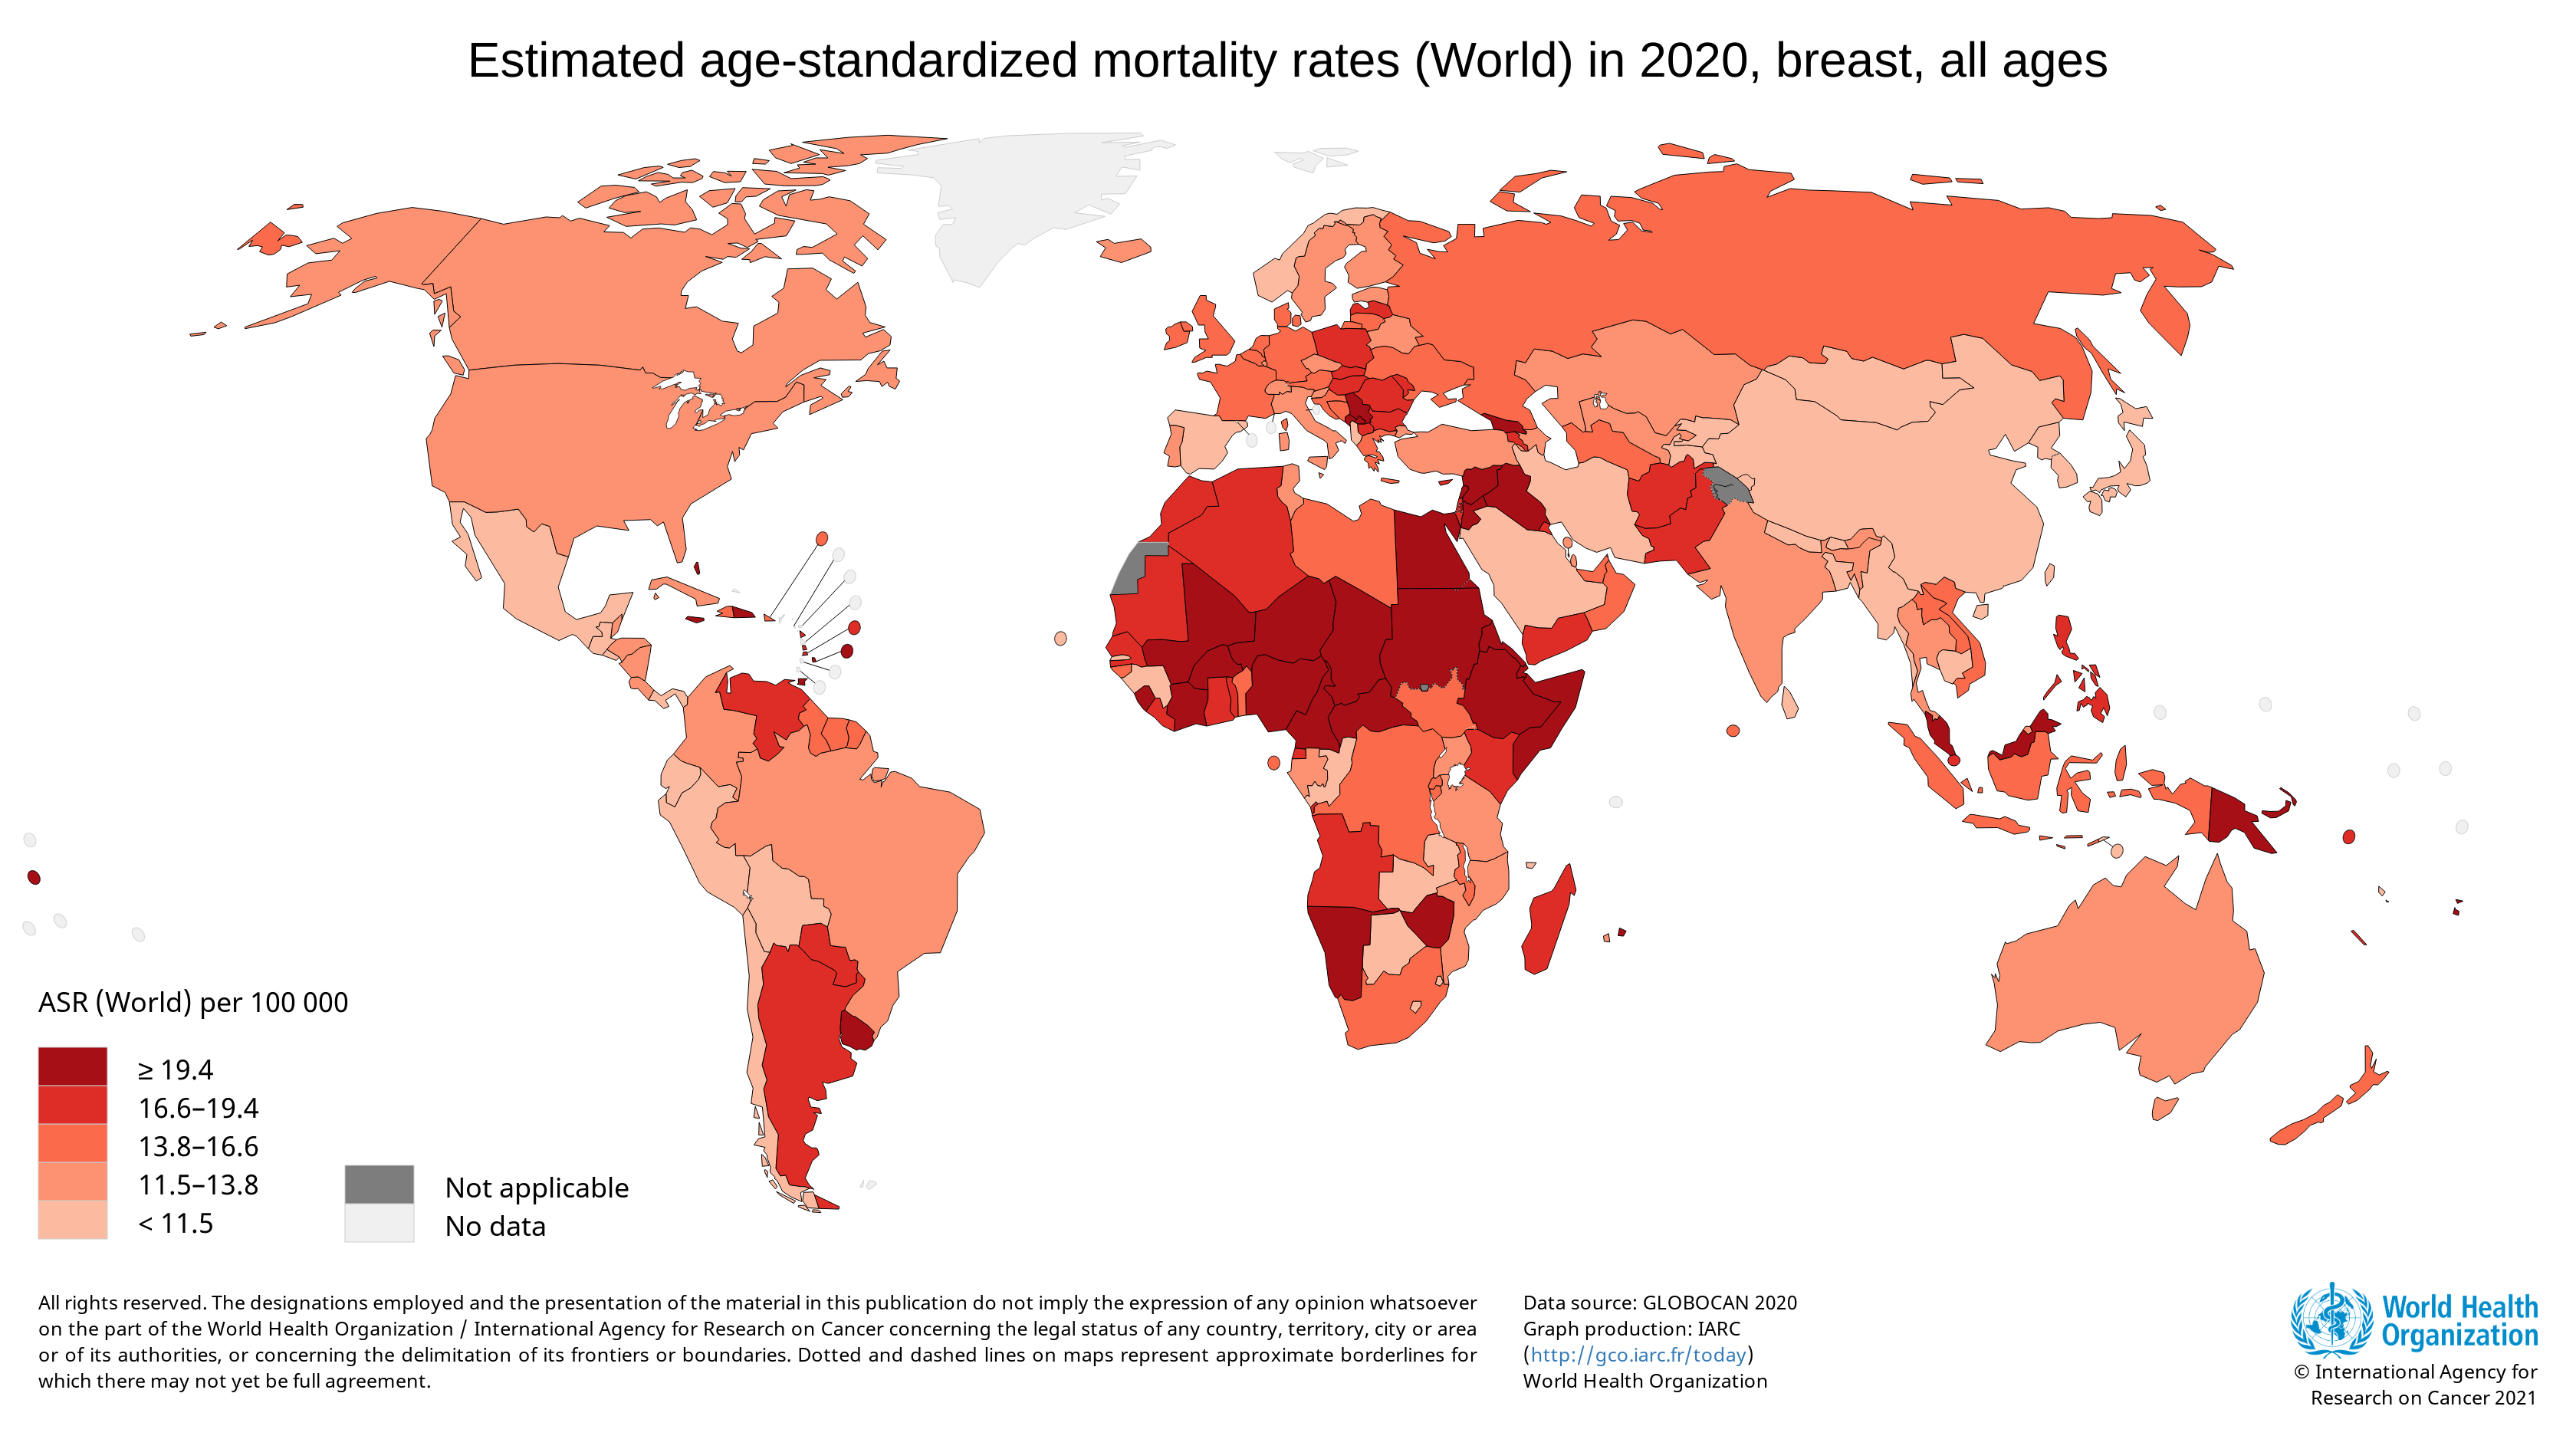 Estimated age-standardized mortality rates (World) in 2020, breast, all ages
ASR (World) per 100 000
≥ 19.4
16.6–19.4
13.8–16.6
11.5–13.8
< 11.5
Not applicable
No data
All rights reserved. The designations employed and the presentation of the material in this publication do not imply the expression of any opinion whatsoever
on the part of the World Health Organization / International Agency for Research on Cancer concerning the legal status of any country, territory, city or area
or of its authorities, or concerning the delimitation of its frontiers or boundaries. Dotted and dashed lines on maps represent approximate borderlines for
which there may not yet be full agreement.
Data source: GLOBOCAN 2020
Graph production: IARC
(http://gco.iarc.fr/today)
World Health Organization
World Health
Organization
© International Agency for
Research on Cancer 2021